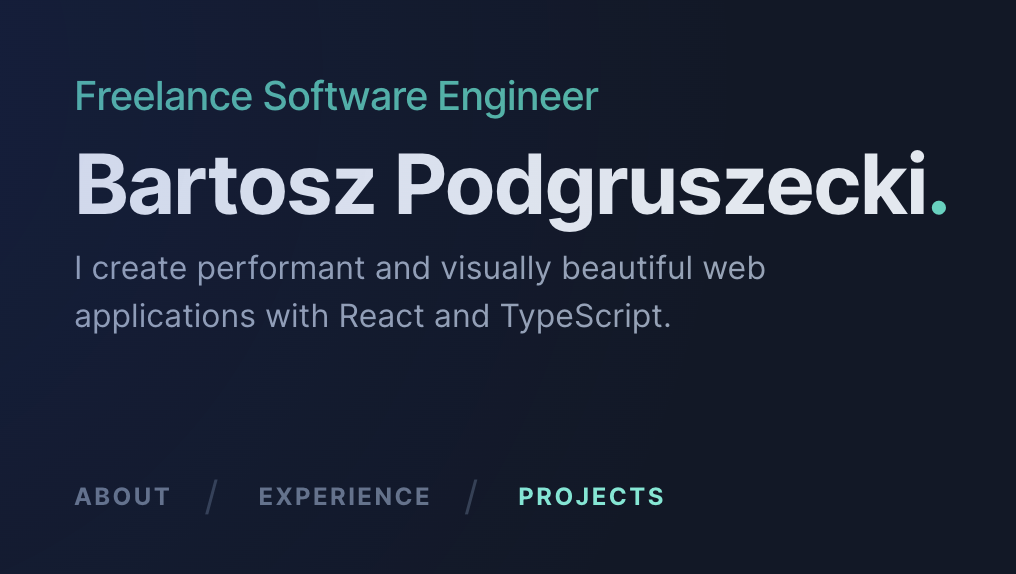 Freelance Software Engineer
Bartosz Podgruszecki.
I create performant and visually beautiful web
applications with React and TypeScript.
ABOUT / EXPERIENCE / PROJECTS